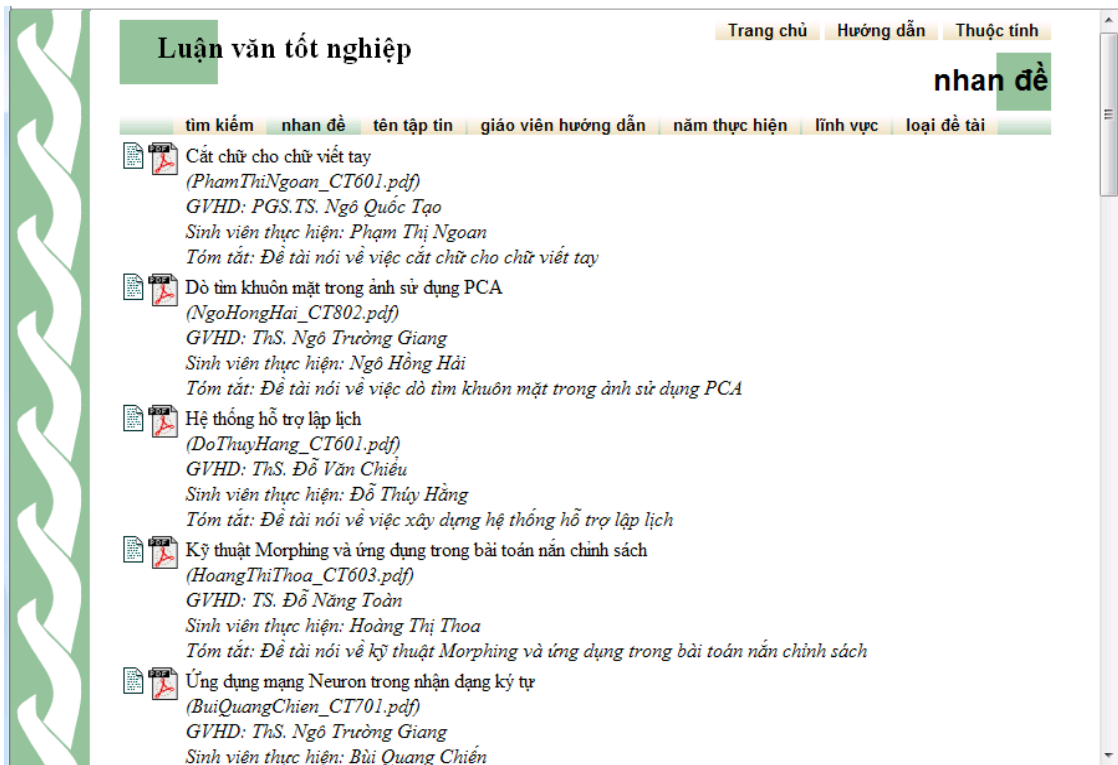 Trang chủ Hướng dẫn Thuộc tính
Luận văn tốt nghiệp
nhan đề
tìm kiếm nhan đề tên tập tin giáo viên hướng dẫn năm thực hiện lĩnh vực loại đề tài
Cắt chữ cho chữ viết tay
(PhamThiNgoan_CT601.pdf)
GVHD: PGS.TS. Ngô Quốc Tạo
Sinh viên thực hiện: Phạm Thị Ngoan
Tóm tắt: Đề tài nói về việc cắt chữ cho chữ viết tay
Dò tìm khuôn mặt trong ảnh sử dụng PCA
(NgoHongHai_CT802.pdf)
GVHD: ThS. Ngô Trường Giang
Sinh viên thực hiện: Ngô Hồng Hải
Tóm tắt: Đề tài nói về việc dò tìm khuôn mặt trong ảnh sử dụng PCA
Hệ thống hỗ trợ lập lịch
(DoThuyHang_CT601.pdf)
GVHD: ThS. Đỗ Văn Chiểu
Sinh viên thực hiện: Đỗ Thúy Hằng
Tóm tắt: Đề tài nói về việc xây dựng hệ thống hỗ trợ lập lịch
Kỹ thuật Morphing và ứng dụng trong bài toán nắn chỉnh sách
(HoangThiThoa_CT603.pdf)
GVHD: TS. Đỗ Năng Toàn
Sinh viên thực hiện: Hoàng Thị Thoa
Tóm tắt: Đề tài nói về kỹ thuật Morphing và ứng dụng trong bài toán nắn chỉnh sách
Ứng dụng mạng Neuron trong nhận dạng ký tự
(BuiQuangChien_CT701.pdf)
GVHD: ThS. Ngô Trường Giang
Sinh viên thực hiện: Bùi Quang Chiến